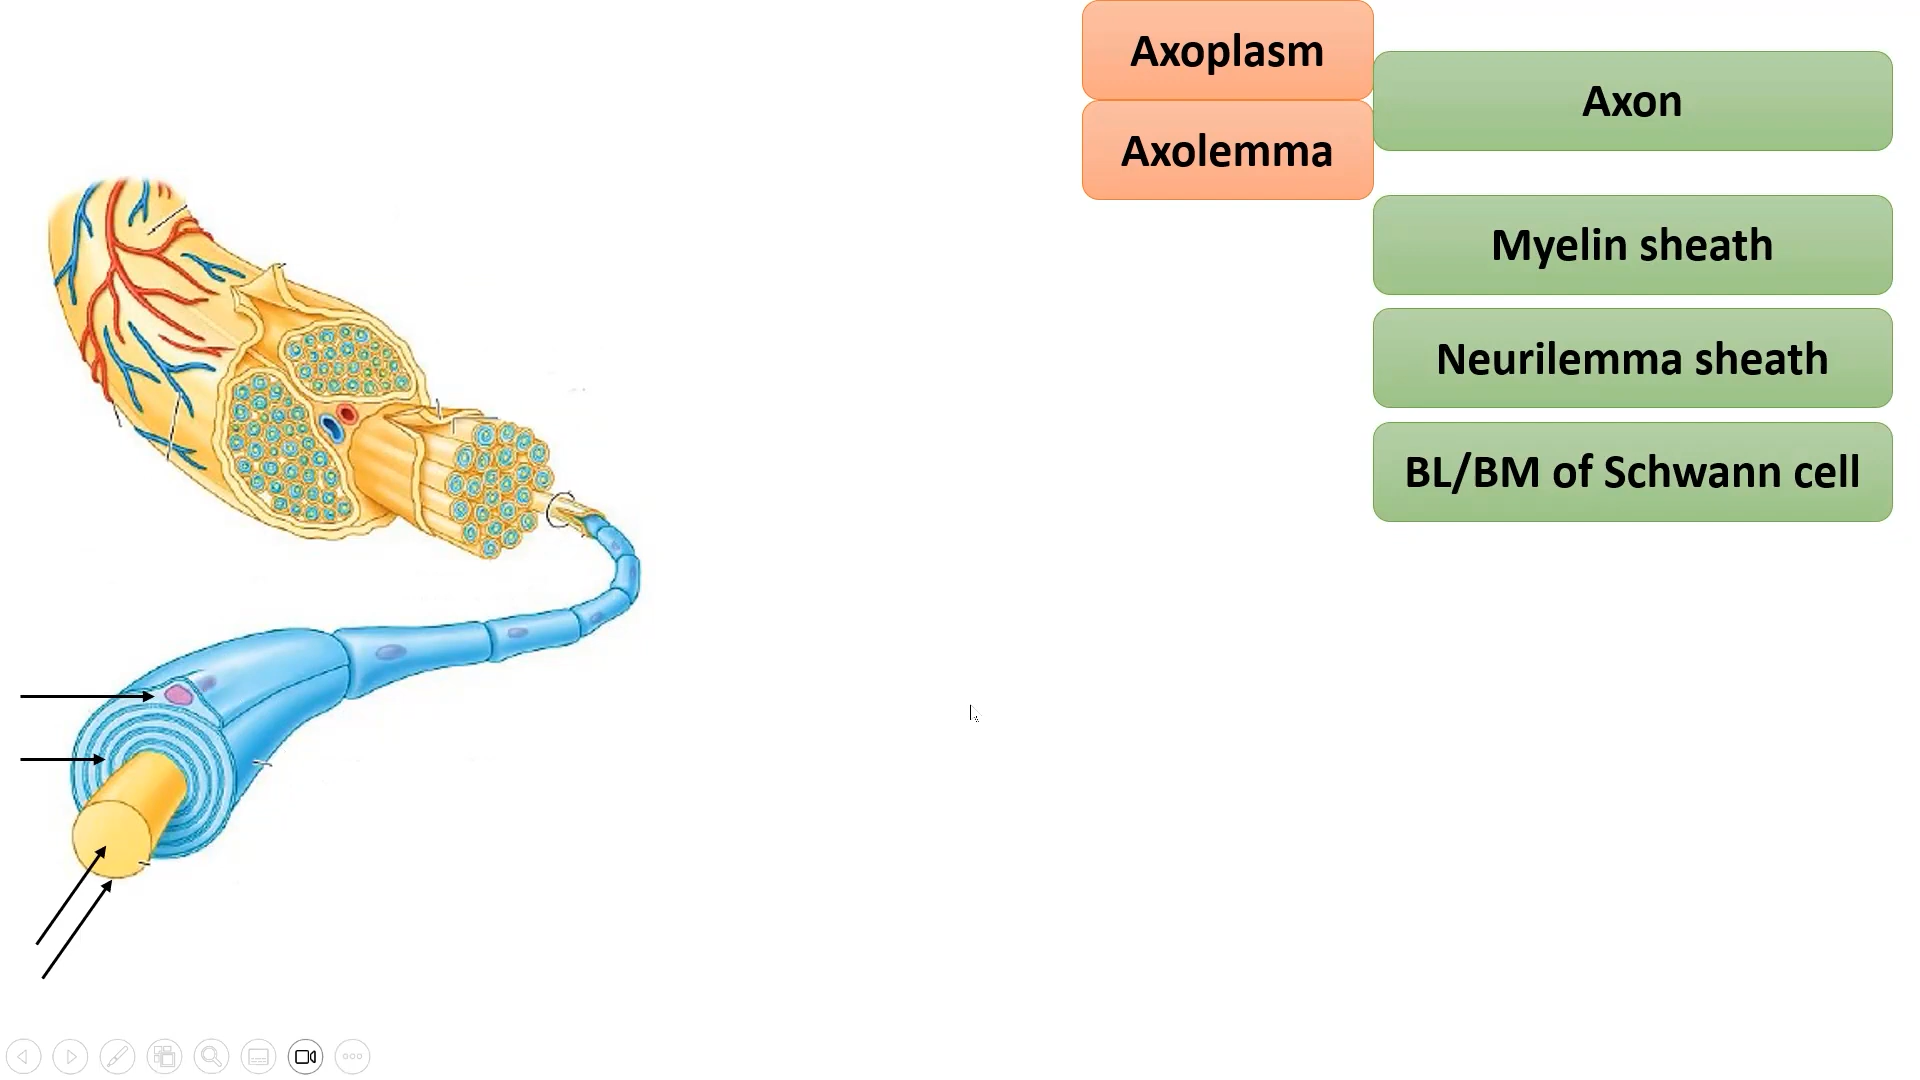 Axoplasm
Axon
Axolemma
Myelin sheath
Neurilemma sheath
BL/BM of Schwann cell